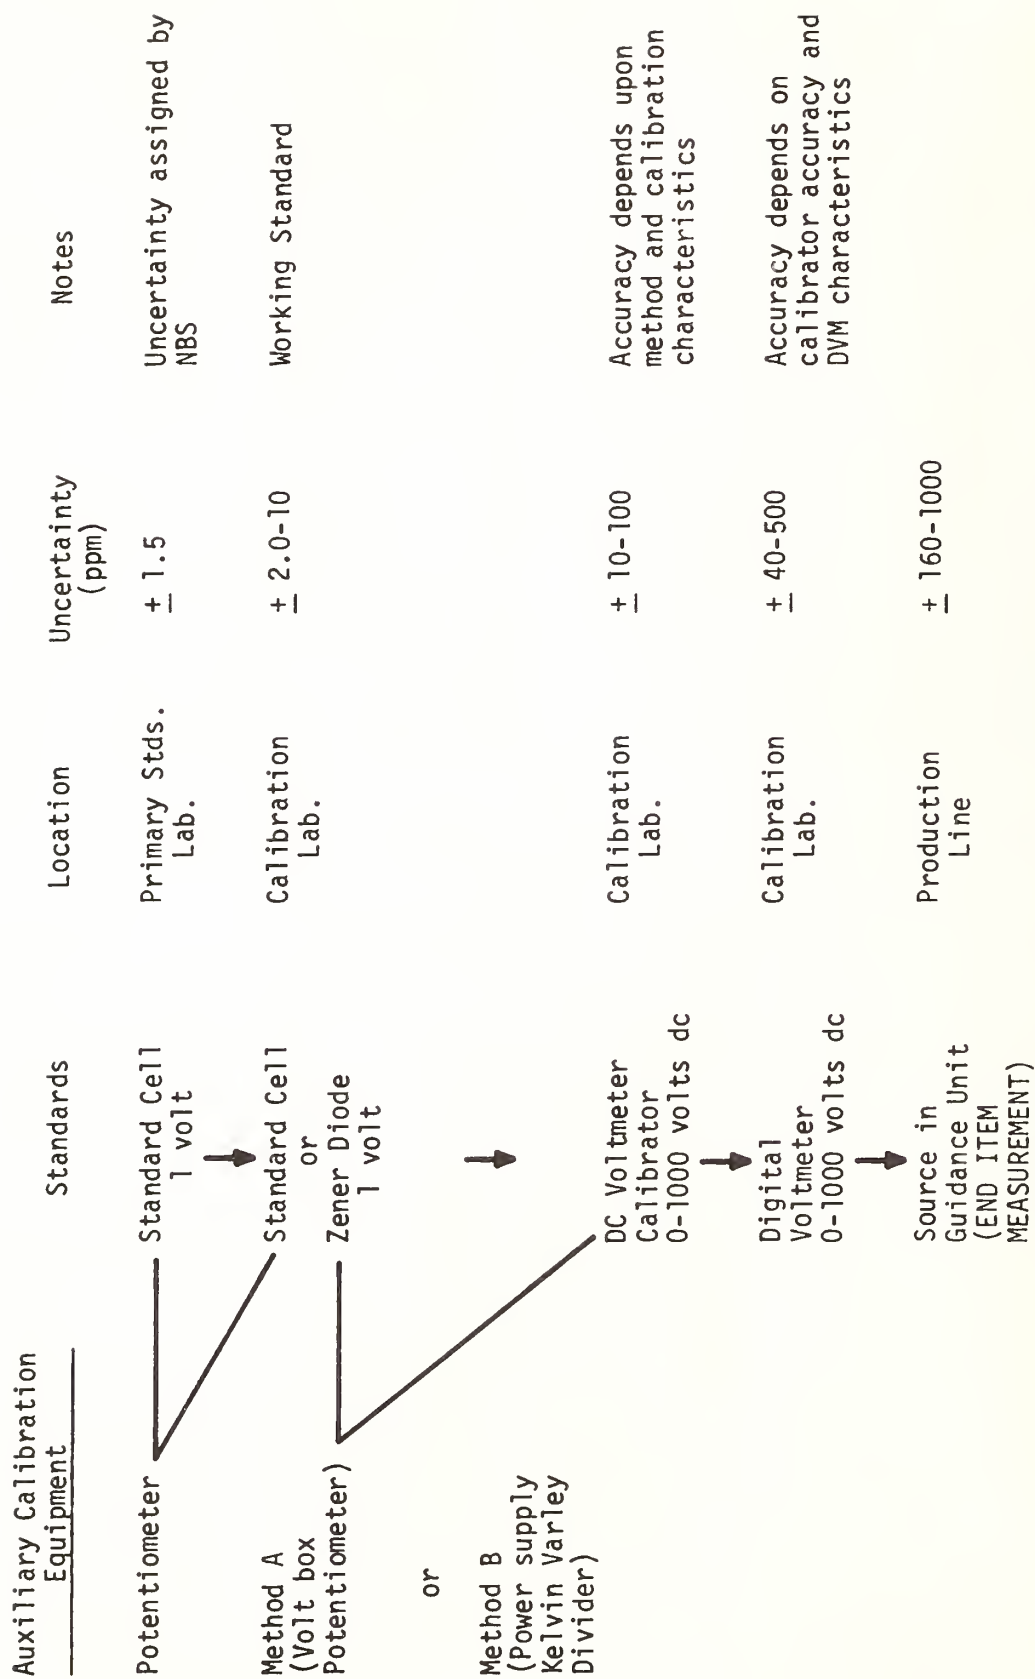 Auxiliary Calibration
Equipment
Standards
Location
Uncertainty
(ppm)
Notes
Potentiometer
Standard Cell
1 volt
Primary Stds.
Lab.
± 1.5
Uncertainty assigned by
NBS
Method A
(Volt box
Potentiometer)
Standard Cell
or
Zener Diode
1 volt
Calibration
Lab.
± 2.0-10
Working Standard
or
Method B
(Power supply
Kelvin Varley
Divider)
DC Voltmeter
Calibrator
0-1000 volts dc
Calibration
Lab.
± 10-100
Accuracy depends upon
method and calibration
characteristics
Digital
Voltmeter
0-1000 volts dc
Calibration
Lab.
± 40-500
Accuracy depends on
calibrator accuracy and
DVM characteristics
Source in
Guidance Unit
(END ITEM
MEASUREMENT)
Production
Line
± 160-1000